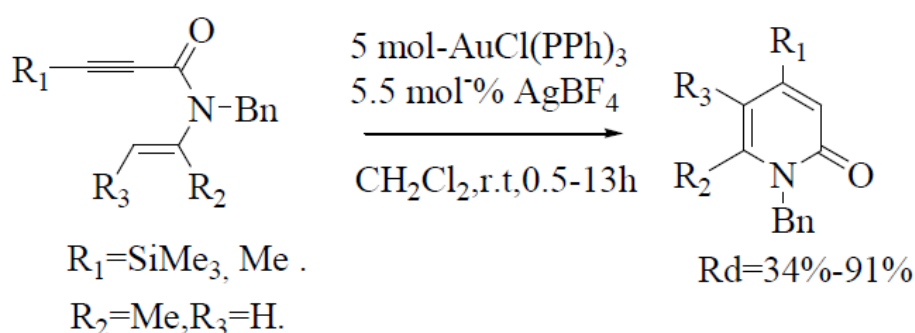 O
R₁
N
Bn
R₃
R₂
5 mol-AuCl(PPh)₃
5.5 mol⁻% AgBF₄
CH₂Cl₂,r.t,0.5-13h
R₁
R₃
R₂
N
O
Bn
R₁=SiMe₃, Me .
R₂=Me,R₃=H.
Rd=34%-91%